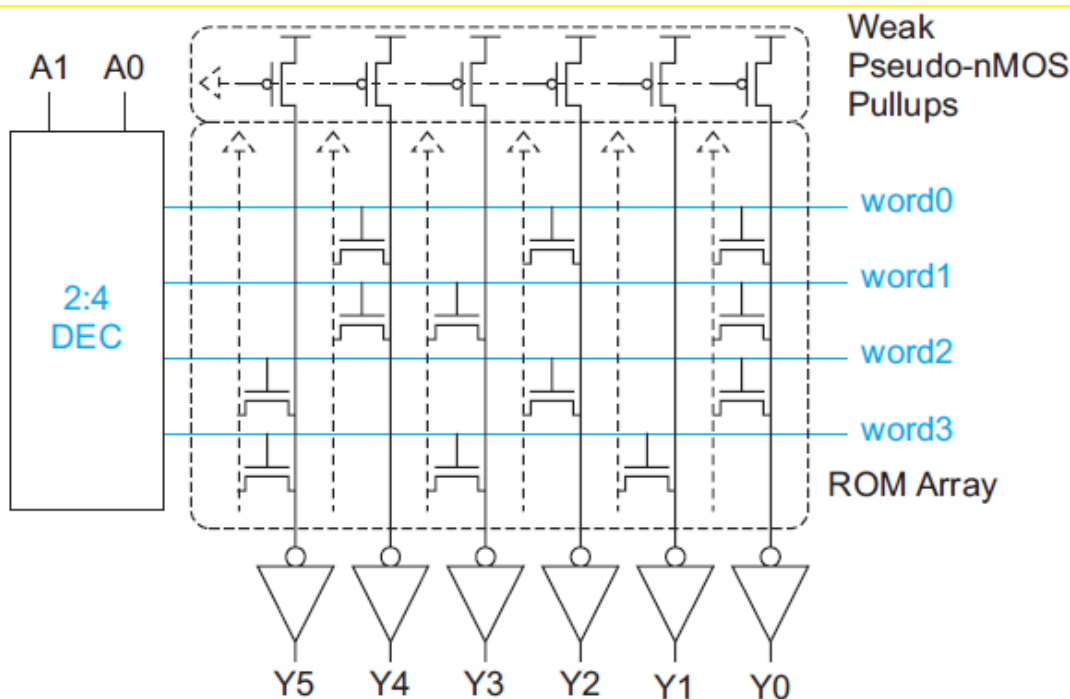 Weak
Pseudo-nMOS
Pullups
A1 A0
word0
word1
2:4
DEC
word2
word3
ROM Array
Y5 Y4 Y3 Y2 Y1 Y0